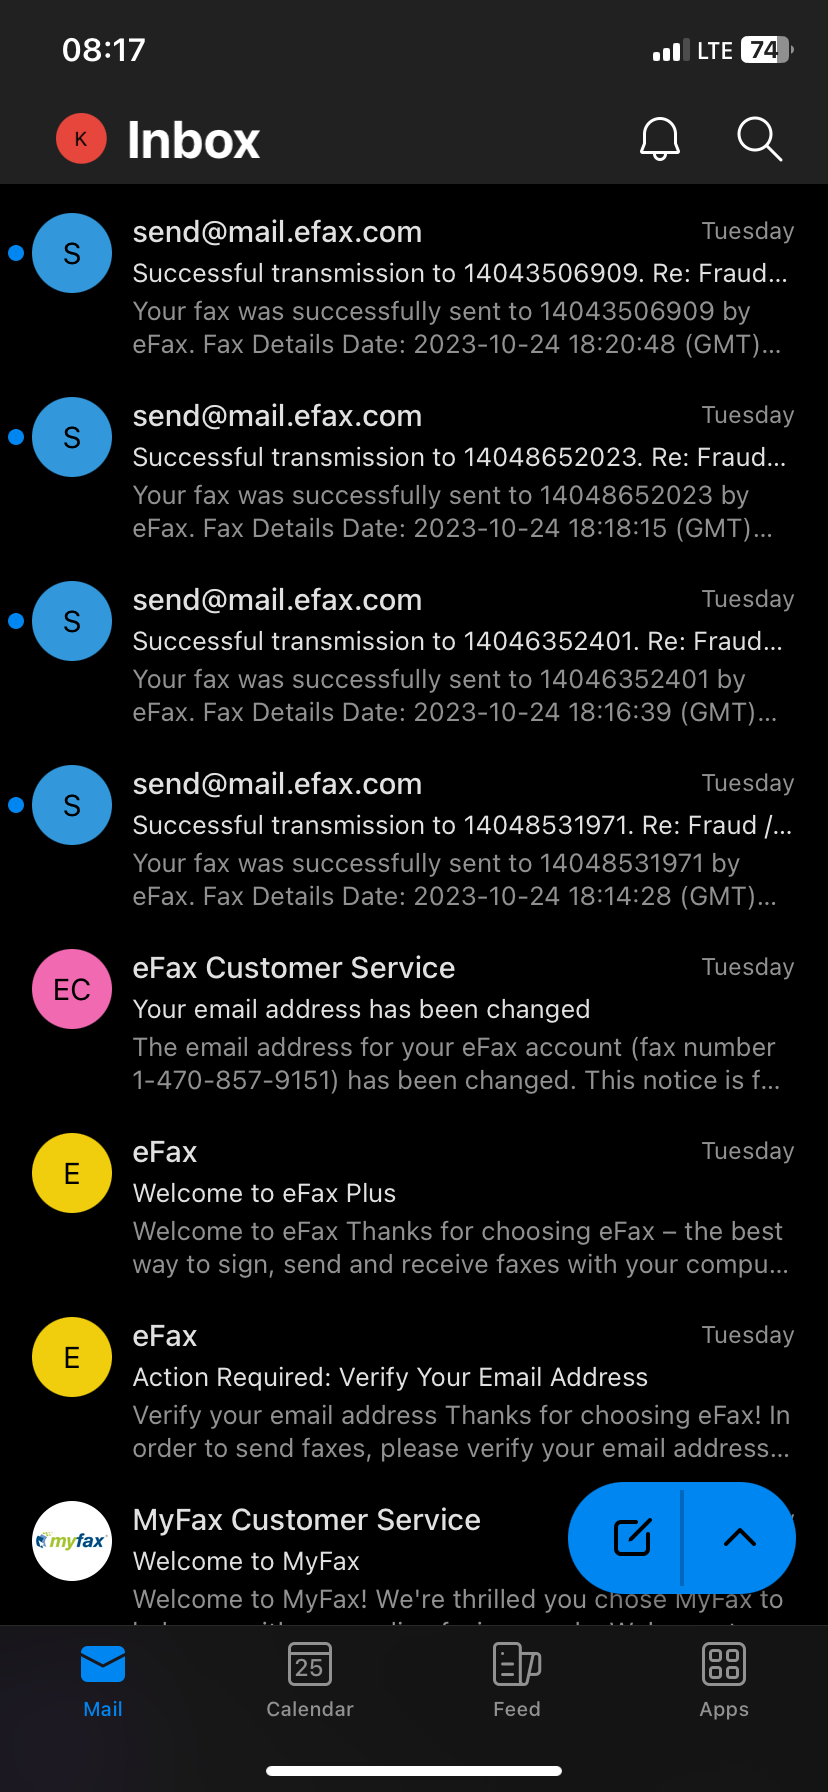 08:17
LTE 74
K Inbox
send@mail.efax.com Tuesday
S
Successful transmission to 14043506909. Re: Fraud...
Your fax was successfully sent to 14043506909 by
eFax. Fax Details Date: 2023-10-24 18:20:48 (GMT)...
send@mail.efax.com Tuesday
S
Successful transmission to 14048652023. Re: Fraud...
Your fax was successfully sent to 14048652023 by
eFax. Fax Details Date: 2023-10-24 18:18:15 (GMT)...
send@mail.efax.com Tuesday
S
Successful transmission to 14046352401. Re: Fraud...
Your fax was successfully sent to 14046352401 by
eFax. Fax Details Date: 2023-10-24 18:16:39 (GMT)...
send@mail.efax.com Tuesday
S
Successful transmission to 14048531971. Re: Fraud /...
Your fax was successfully sent to 14048531971 by
eFax. Fax Details Date: 2023-10-24 18:14:28 (GMT)...
eFax Customer Service Tuesday
EC
Your email address has been changed
The email address for your eFax account (fax number
1-470-857-9151) has been changed. This notice is f...
eFax Tuesday
E
Welcome to eFax Plus
Welcome to eFax Thanks for choosing eFax – the best
way to sign, send and receive faxes with your compu...
eFax Tuesday
E
Action Required: Verify Your Email Address
Verify your email address Thanks for choosing eFax! In
order to send faxes, please verify your email address...
MyFax Customer Service
myfax
Welcome to MyFax
Welcome to MyFax! We're thrilled you chose MyFax to
25
Mail Calendar Feed Apps